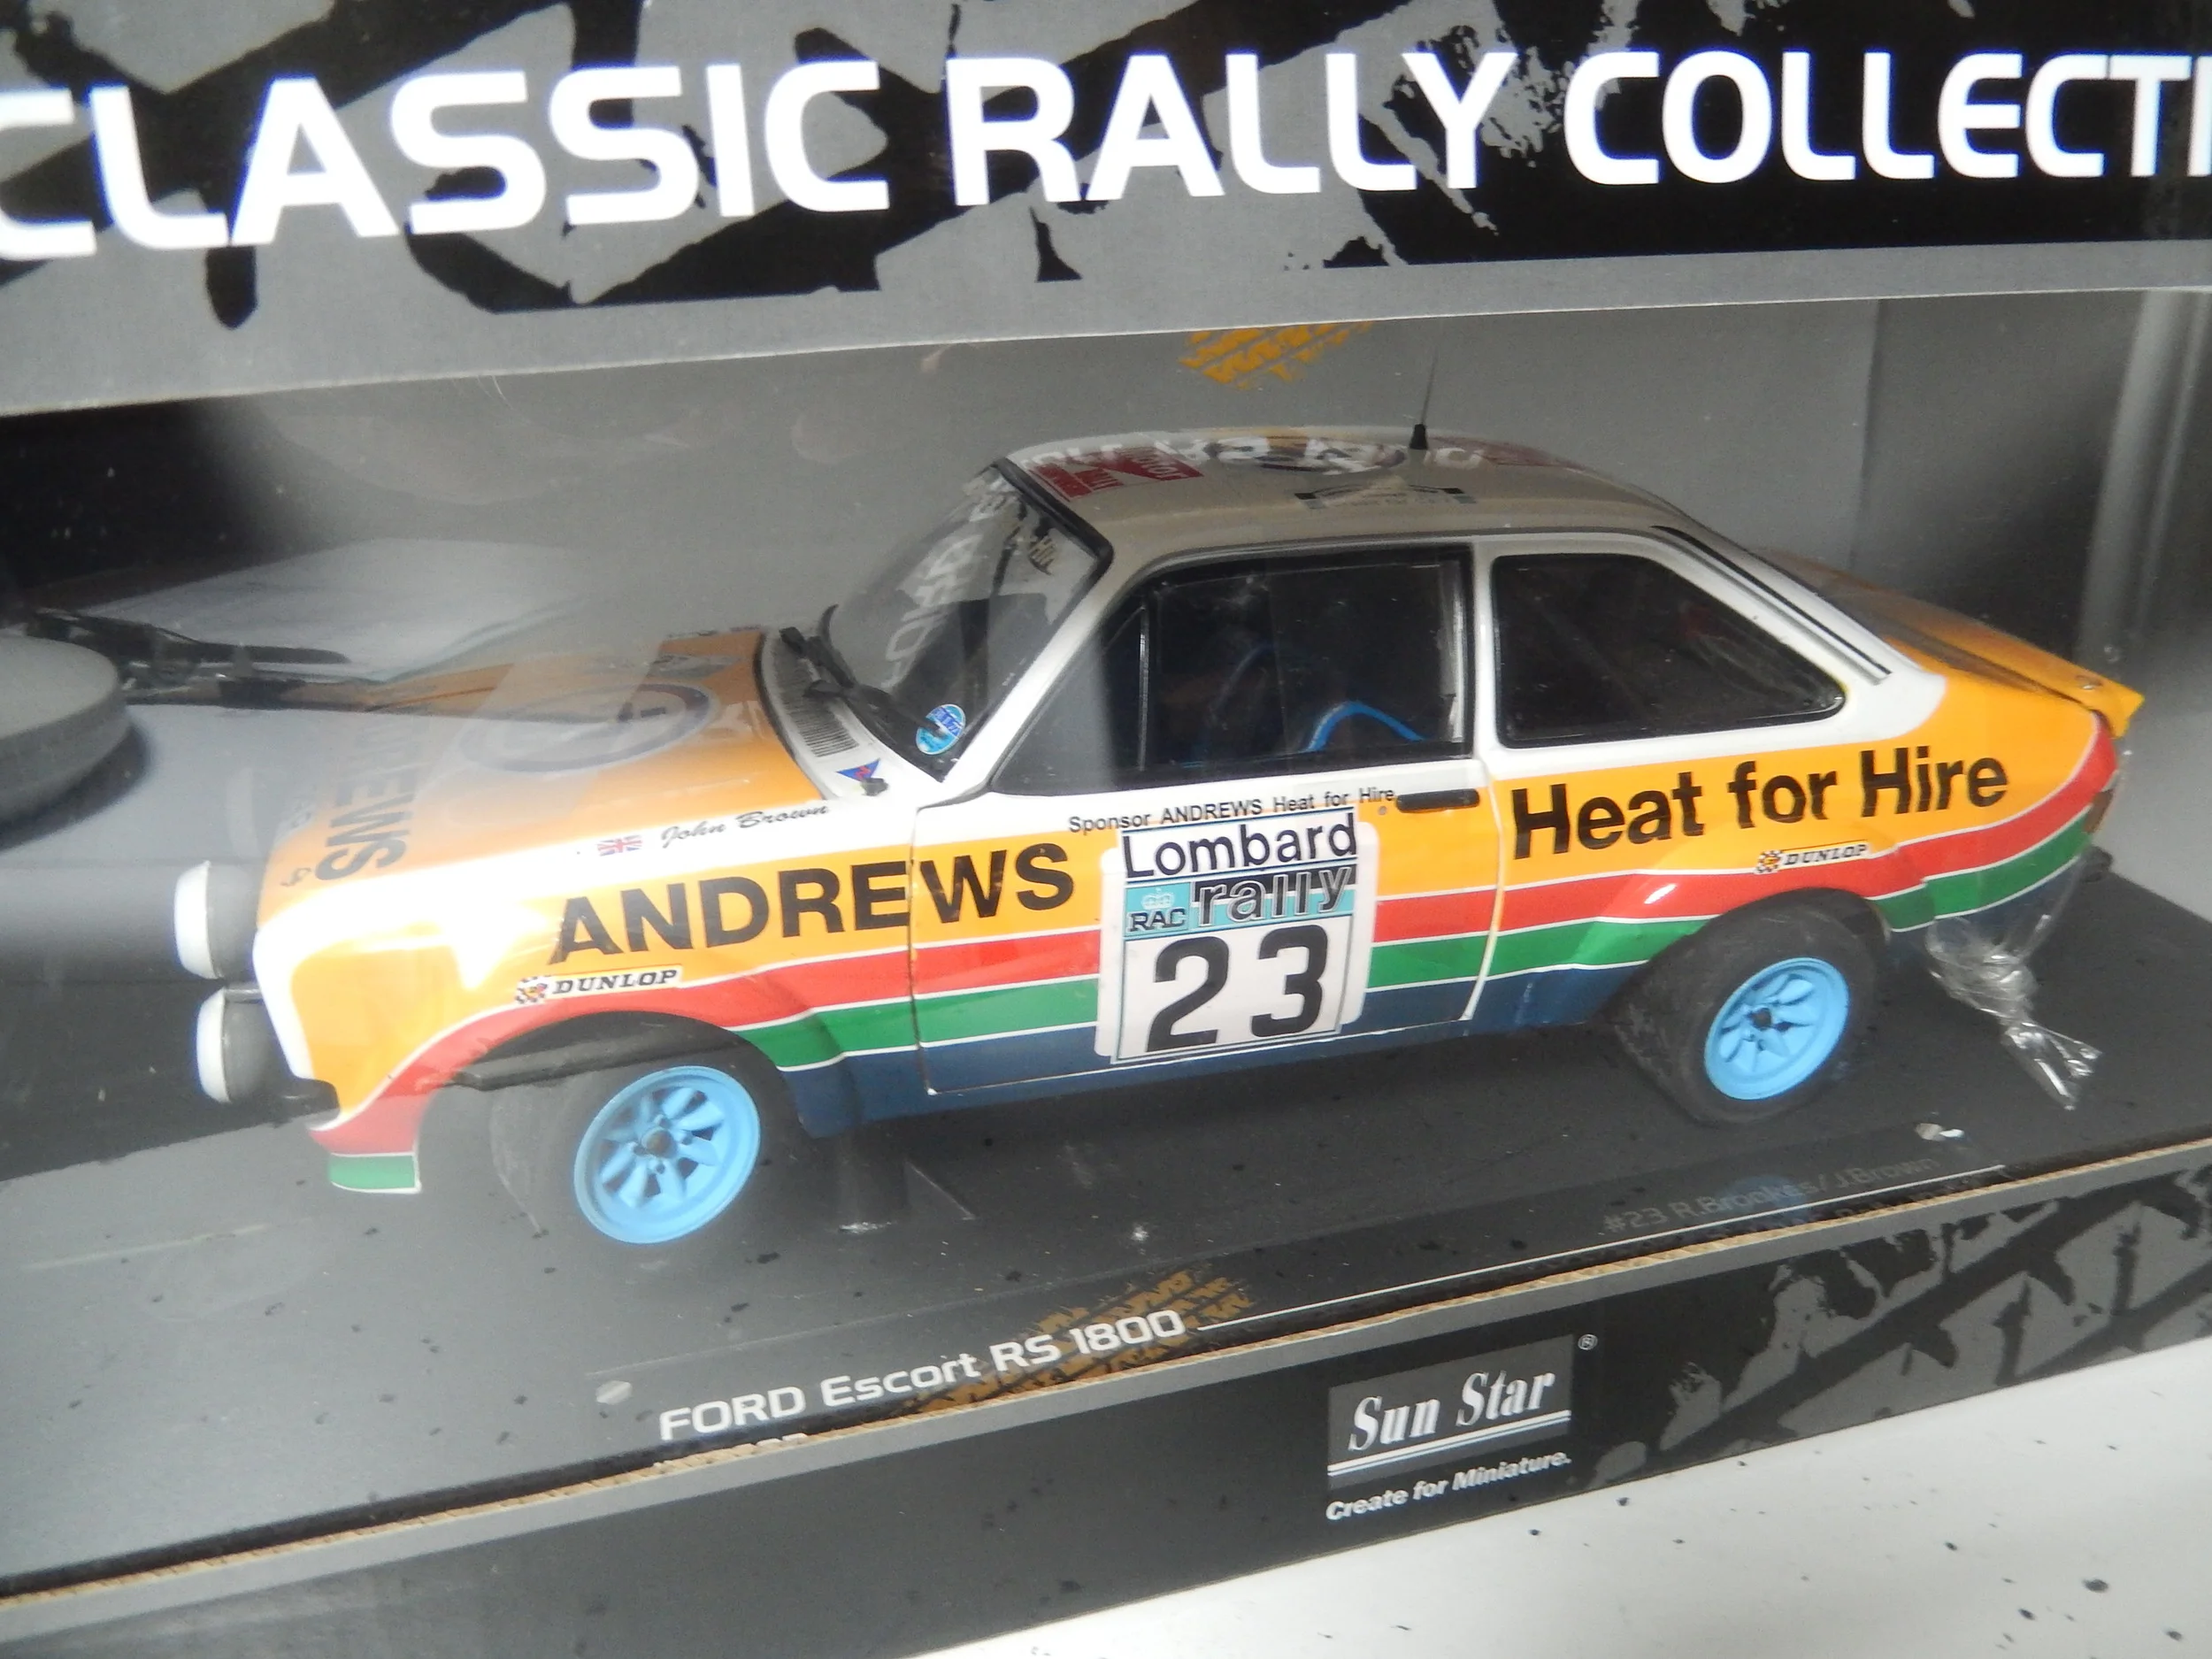 CLASSIC RALLY COLLECTI
John Brown
Sponsor ANDREWS Heat for Hire
ANDREWS
Lombard
RAC rally
23
Heat for Hire
DUNLOP
DUNLOP
#23 R.Brookes/J.Brown
FORD Escort RS 1800
Sun Star®
Create for Miniature.